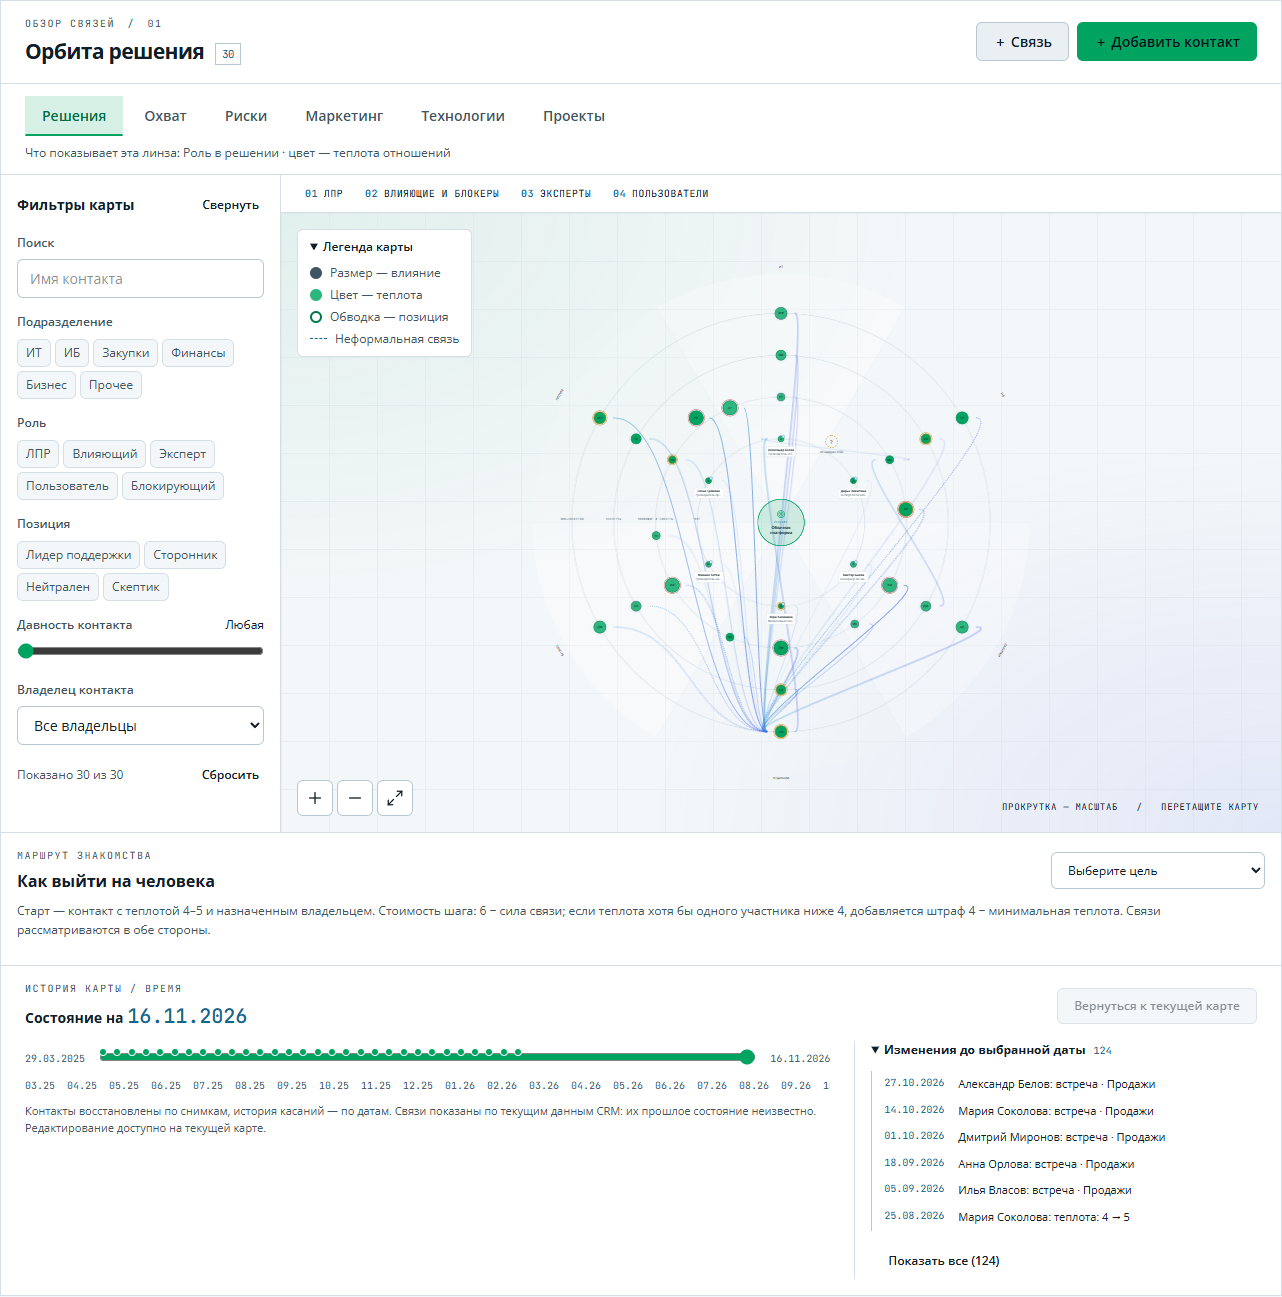 ОБЗОР СВЯЗЕЙ / 01
Орбита решения 30
+ Связь
+ Добавить контакт
Решения
Охват
Риски
Маркетинг
Технологии
Проекты
Что показывает эта линза: Роль в решении · цвет — теплота отношений
Фильтры карты
Свернуть
Поиск
Имя контакта
Подразделение
ИТ
ИБ
Закупки
Финансы
Бизнес
Прочее
Роль
ЛПР
Влияющий
Эксперт
Пользователь
Блокирующий
Позиция
Лидер поддержки
Сторонник
Нейтрален
Скептик
Давность контакта
Любая
Владелец контакта
Все владельцы
Показано 30 из 30
Сбросить
01 ЛПР
02 ВЛИЯЮЩИЕ И БЛОКЕРЫ
03 ЭКСПЕРТЫ
04 ПОЛЬЗОВАТЕЛИ
▼ Легенда карты
Размер — влияние
Цвет — теплота
Обводка — позиция
Неформальная связь
ПРОКРУТКА — МАСШТАБ / ПЕРЕТАЩИТЕ КАРТУ
МАРШРУТ ЗНАКОМСТВА
Как выйти на человека
Выберите цель
Старт — контакт с теплотой 4–5 и назначенным владельцем. Стоимость шага: 6 − сила связи; если теплота хотя бы одного участника ниже 4, добавляется штраф 4 − минимальная теплота. Связи
рассматриваются в обе стороны.
ИСТОРИЯ КАРТЫ / ВРЕМЯ
Состояние на 16.11.2026
Вернуться к текущей карте
29.03.2025
16.11.2026
03.25 04.25 05.25 06.25 07.25 08.25 09.25 10.25 11.25 12.25 01.26 02.26 03.26 04.26 05.26 06.26 07.26 08.26 09.26
Контакты восстановлены по снимкам, история касаний — по датам. Связи показаны по текущим данным CRM: их прошлое состояние неизвестно.
Редактирование доступно на текущей карте.
▼ Изменения до выбранной даты 124
27.10.2026 Александр Белов: встреча · Продажи
14.10.2026 Мария Соколова: встреча · Продажи
01.10.2026 Дмитрий Миронов: встреча · Продажи
18.09.2026 Анна Орлова: встреча · Продажи
05.09.2026 Илья Власов: встреча · Продажи
25.08.2026 Мария Соколова: теплота: 4 → 5
Показать все (124)